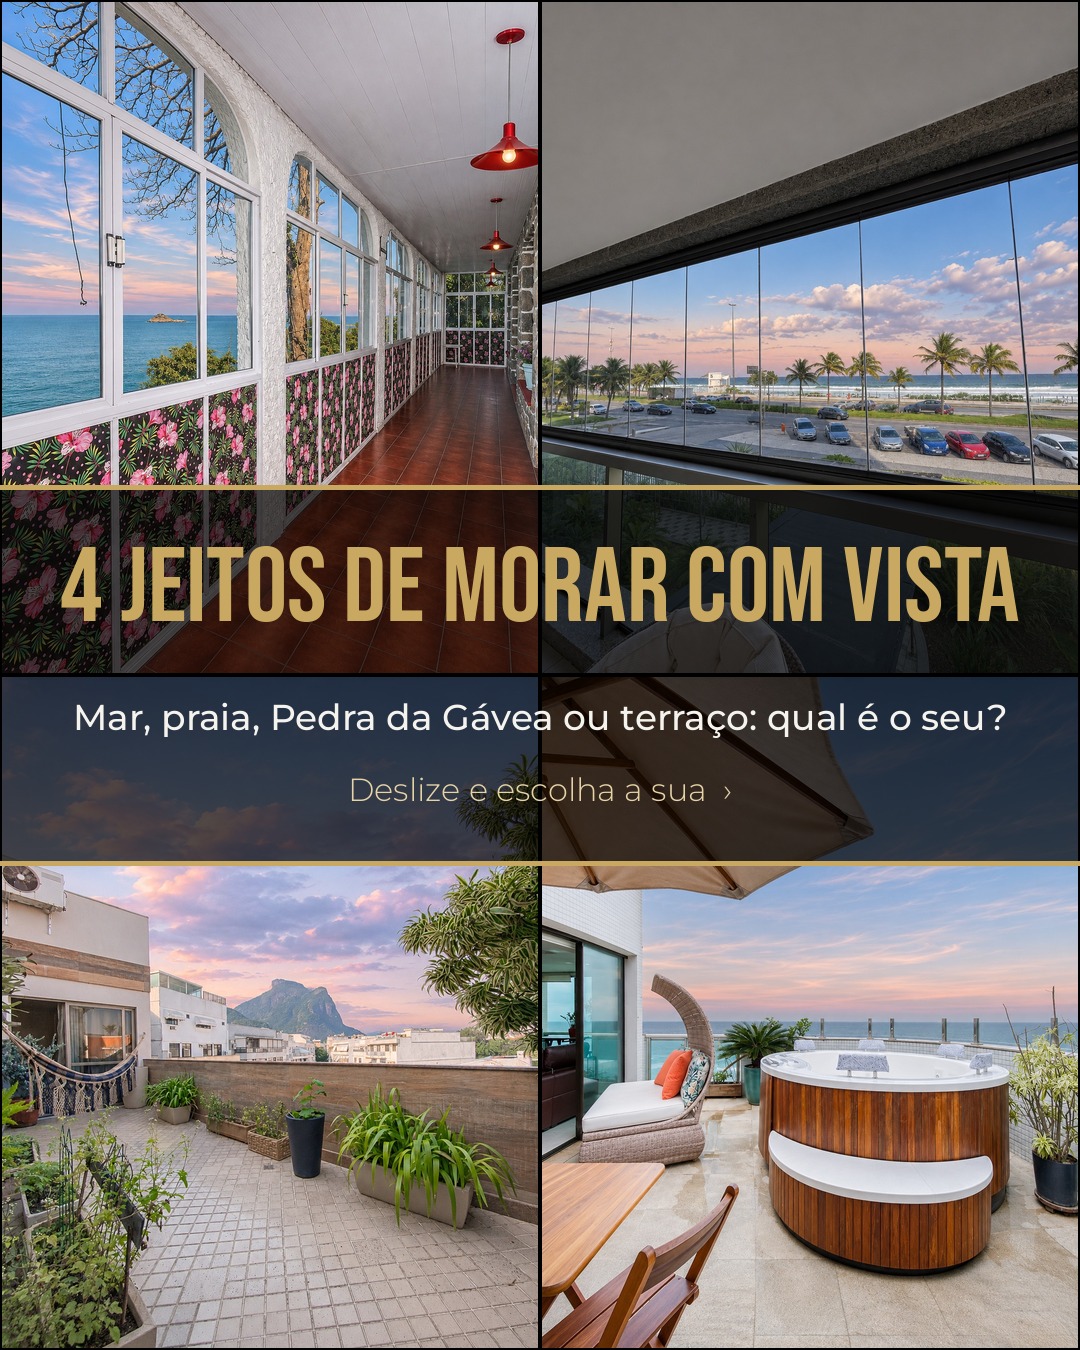 4 JEITOS DE MORAR COM VISTA
Mar, praia, Pedra da Gávea ou terraço: qual é o seu?
Deslize e escolha a sua ›